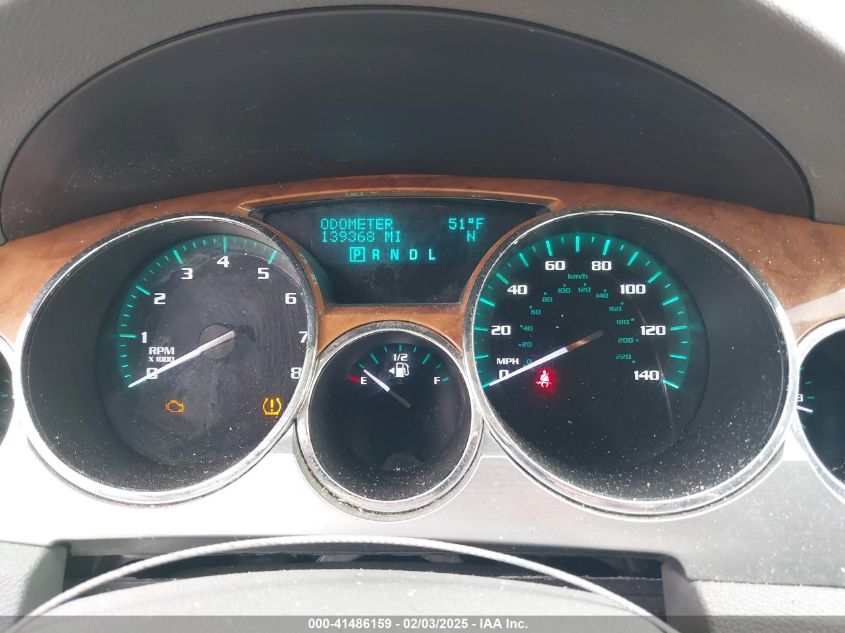 ODOMETER 51°F
139368 MI N
P R N D L
0 1 2 3 4 5 6 7 8
RPM
X 1000
E 1/2 F
0 20 40 60 80 100 120 140
MPH
km/h
0 20 40 60 80 100 120 140 160 180 200 220
000-41486159 - 02/03/2025 - IAA Inc.